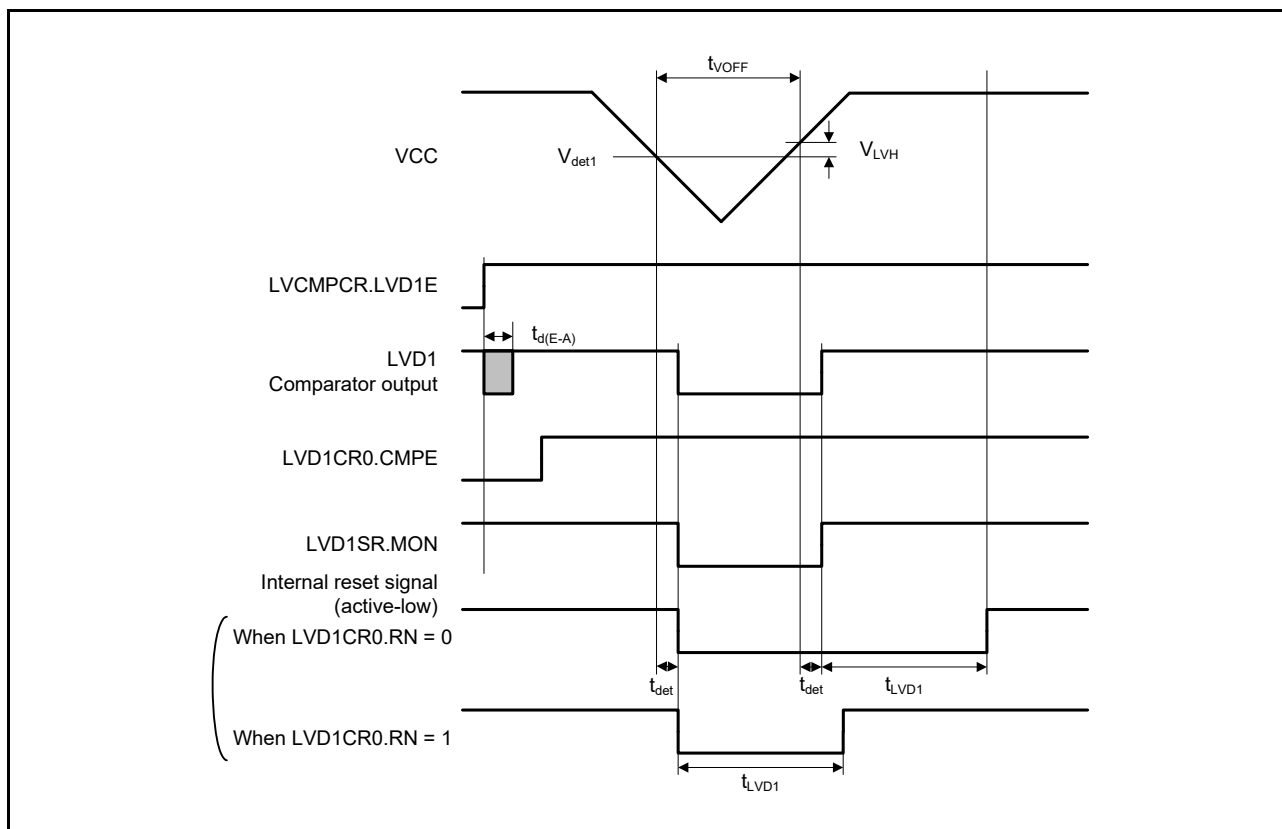 tVOFF
VCC
Vdet1
VLVH
LVCMPCR.LVD1E
td(E-A)
LVD1
Comparator output
LVD1CR0.CMPE
LVD1SR.MON
Internal reset signal
(active-low)
When LVD1CR0.RN = 0
tdet
tdet
tLVD1
When LVD1CR0.RN = 1
tLVD1